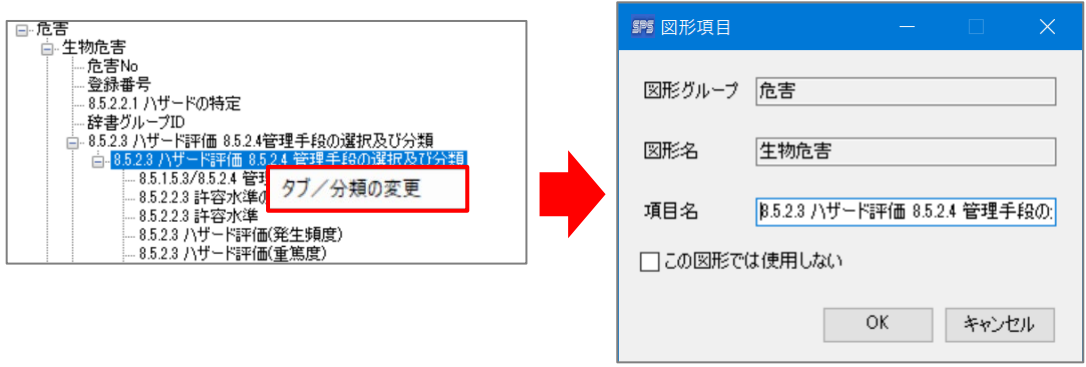 危害
生物危害
危害No
登録番号
8.5.2.2.1 ハザードの特定
辞書グループID
8.5.2.3 ハザード評価 8.5.2.4管理手段の選択及び分類
8.5.2.3 ハザード評価 8.5.2.4 管理手段の選択及び分類
8.5.1.5.3/8.5.2.4
タブ／分類の変更
8.5.2.2.3 許容水準
8.5.2.2.3 許容水準
8.5.2.3 ハザード評価(発生頻度)
8.5.2.3 ハザード評価(重篤度)
SPS 図形項目
図形グループ 危害
図形名 生物危害
項目名 8.5.2.3 ハザード評価 8.5.2.4 管理手段の
この図形では使用しない
OK キャンセル